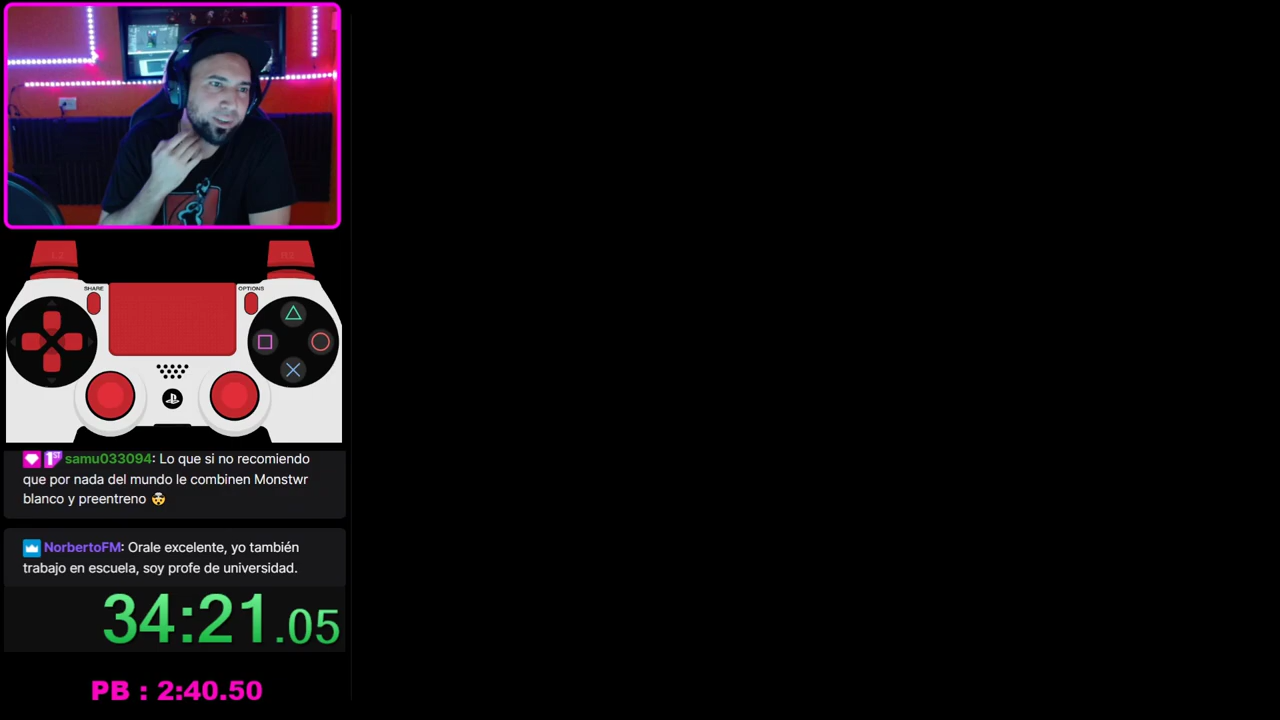 SHARE
OPTIONS
samu033094: Lo que si no recomiendo
que por nada del mundo le combinen Monstwr
blanco y preentreno 🤯
NorbertoFM: Orale excelente, yo también
trabajo en escuela, soy profe de universidad.
34:21.05
PB : 2:40.50